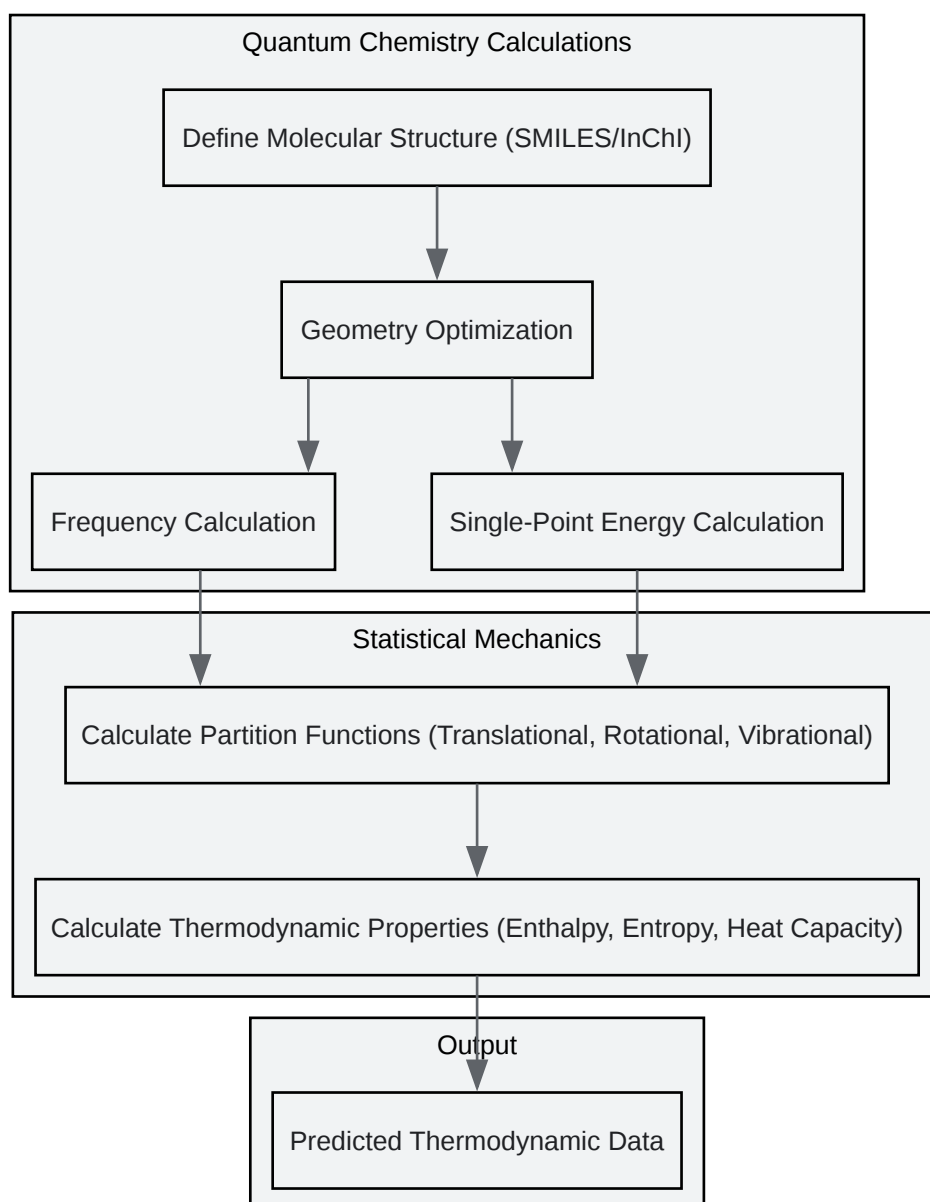 Quantum Chemistry Calculations
Define Molecular Structure (SMILES/InChI)
Geometry Optimization
Frequency Calculation
Single-Point Energy Calculation
Statistical Mechanics
Calculate Partition Functions (Translational, Rotational, Vibrational)
Calculate Thermodynamic Properties (Enthalpy, Entropy, Heat Capacity)
Output
Predicted Thermodynamic Data